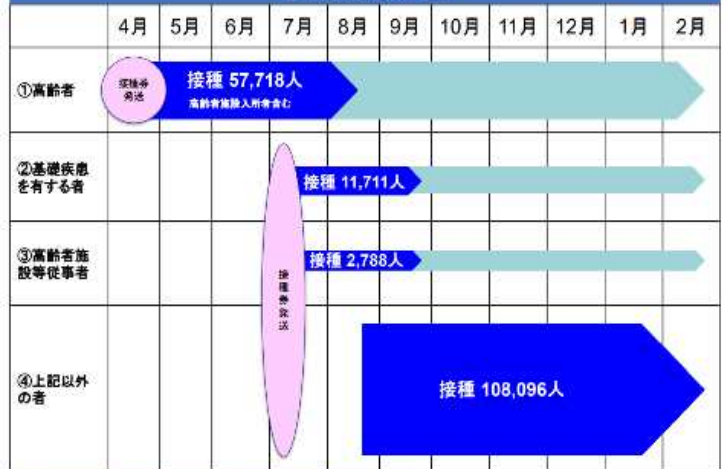 4月 5月 6月 7月 8月 9月 10月 11月 12月 1月 2月
①高齢者
接種券
発送
接種 57,718人
高齢者施設入所者含む
②基礎疾患
を有する者
接種 11,711人
③高齢者施
設等従事者
接種 2,788人
接種券発送
④上記以外
の者
接種 108,096人